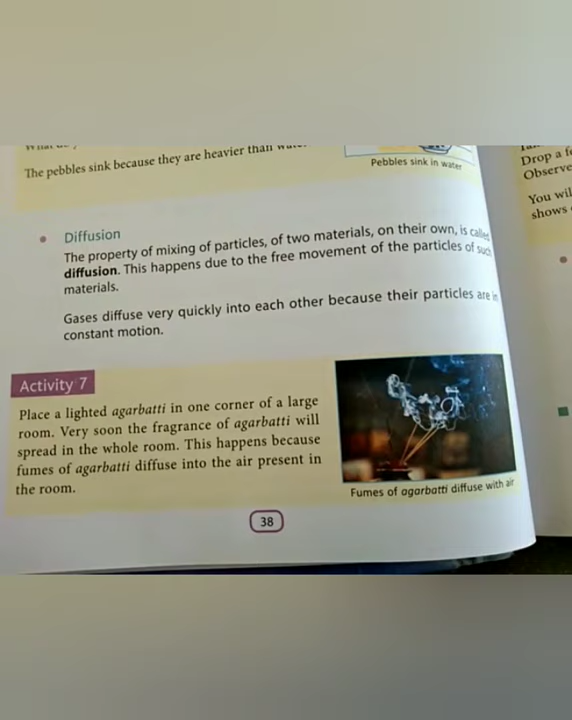 The pebbles sink because they are heavier than
Pebbles sink in water
• Diffusion
The property of mixing of particles, of two materials, on their own, is called
diffusion. This happens due to the free movement of the particles of such
materials.
Gases diffuse very quickly into each other because their particles are in
constant motion.
Activity 7
Place a lighted agarbatti in one corner of a large
room. Very soon the fragrance of agarbatti will
spread in the whole room. This happens because
fumes of agarbatti diffuse into the air present in
the room.
Fumes of agarbatti diffuse with air
38
Drop a
Observe
You
shows